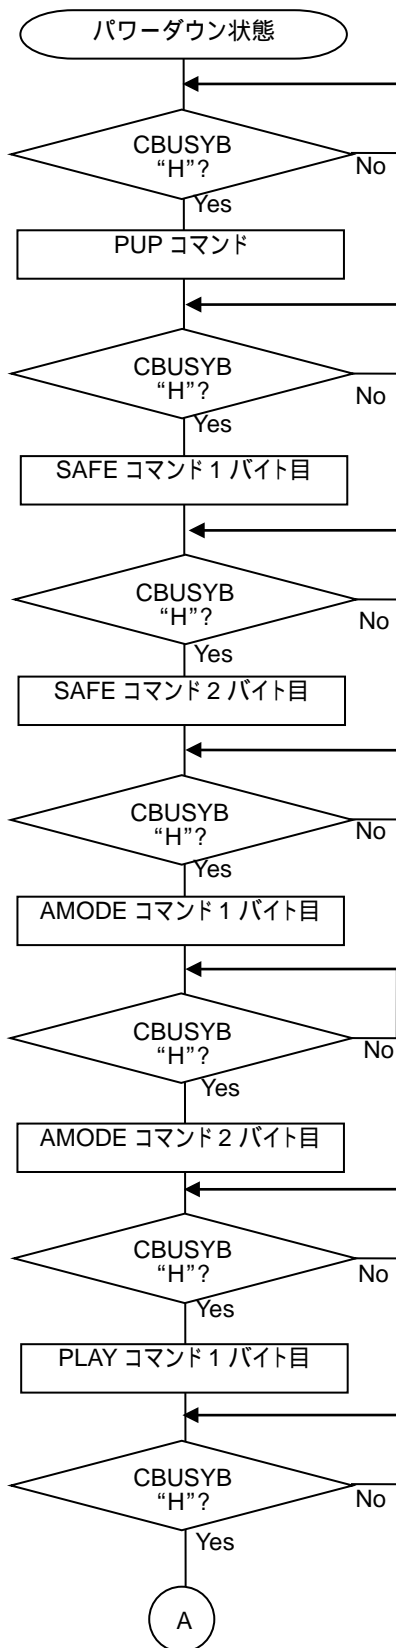 パワーダウン状態
CBUSYB
“H”?
No
Yes
PUP コマンド
CBUSYB
“H”?
No
Yes
SAFE コマンド 1 バイト目
CBUSYB
“H”?
No
Yes
SAFE コマンド 2 バイト目
CBUSYB
“H”?
No
Yes
AMODE コマンド 1 バイト目
CBUSYB
“H”?
No
Yes
AMODE コマンド 2 バイト目
CBUSYB
“H”?
No
Yes
PLAY コマンド 1 バイト目
CBUSYB
“H”?
No
Yes
A